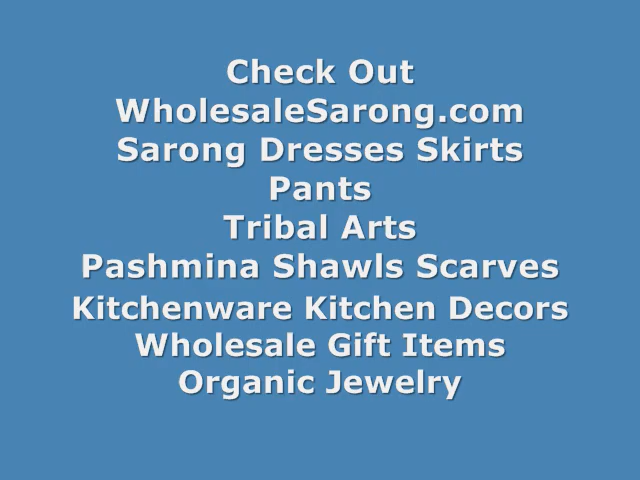 Check Out
WholesaleSarong.com
Sarong Dresses Skirts
Pants
Tribal Arts
Pashmina Shawls Scarves
Kitchenware Kitchen Decors
Wholesale Gift Items
Organic Jewelry